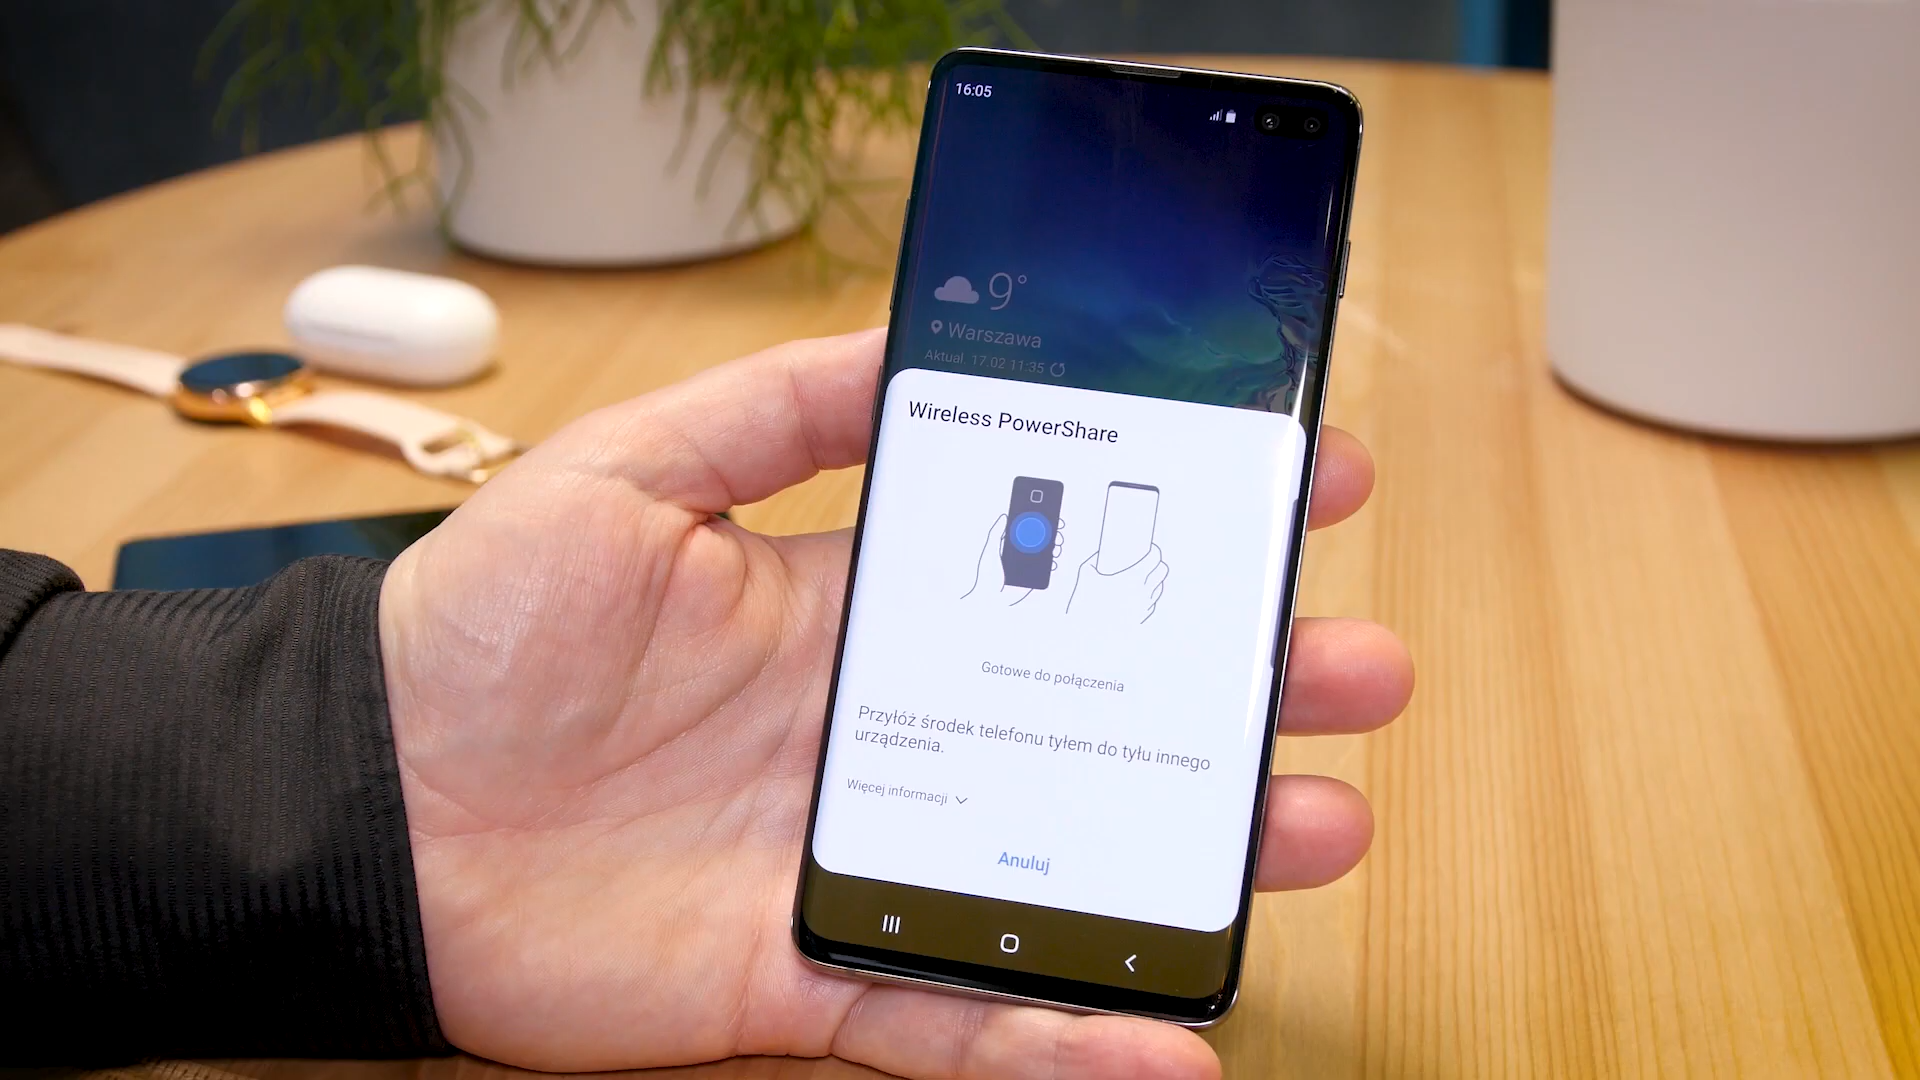 16:05
9°
Warszawa
Aktual. 17.02 11:35
Wireless PowerShare
Gotowe do połączenia
Przyłóż środek telefonu tyłem do tyłu innego
urządzenia.
Więcej informacji
Anuluj